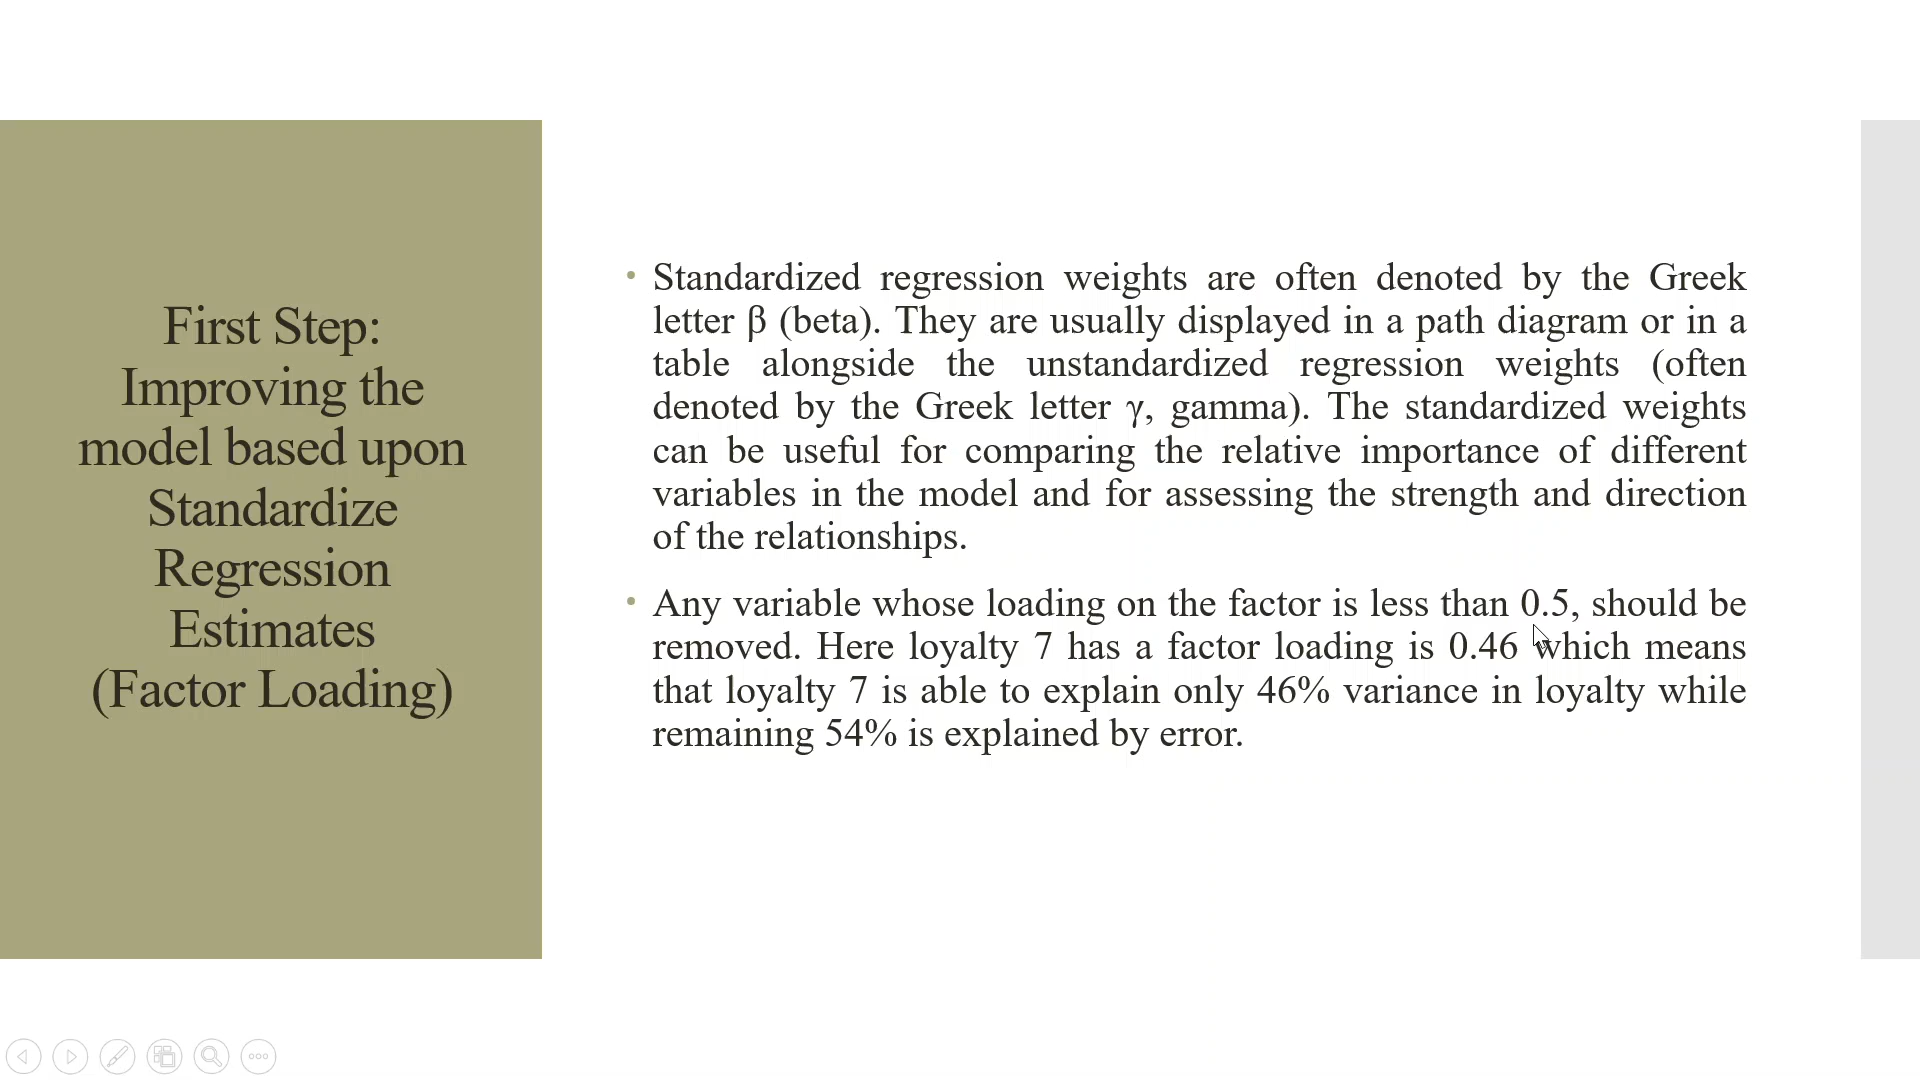 First Step:
Improving the
model based upon
Standardize
Regression
Estimates
(Factor Loading)
• Standardized regression weights are often denoted by the Greek
letter β (beta). They are usually displayed in a path diagram or in a
table alongside the unstandardized regression weights (often
denoted by the Greek letter γ, gamma). The standardized weights
can be useful for comparing the relative importance of different
variables in the model and for assessing the strength and direction
of the relationships.
• Any variable whose loading on the factor is less than 0.5, should be
removed. Here loyalty 7 has a factor loading is 0.46 which means
that loyalty 7 is able to explain only 46% variance in loyalty while
remaining 54% is explained by error.